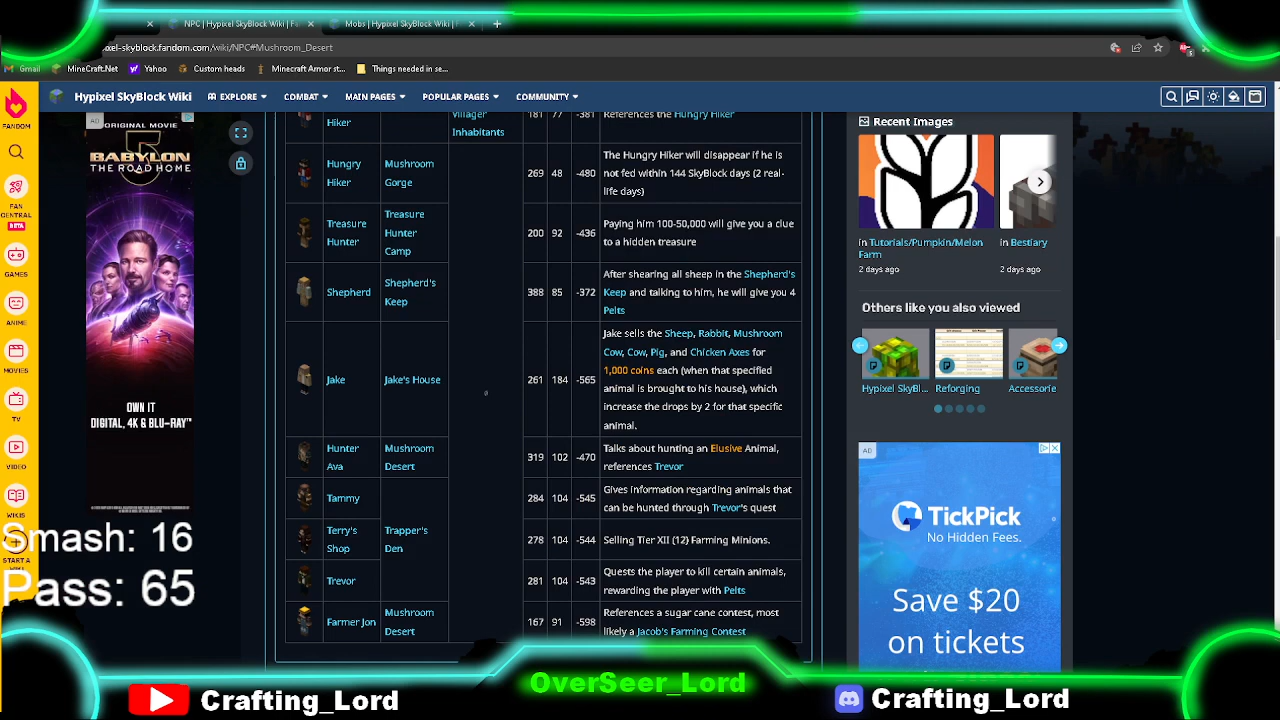 NPC | Hypixel SkyBlock Wiki | F
Mobs | Hypixel SkyBlock Wiki | F
xel-skyblock.fandom.com/wiki/NPC#Mushroom_Desert
Gmail
MineCraft.Net
Yahoo
Custom heads
Minecraft Armor st...
Things needed in se...
Hypixel SkyBlock Wiki
EXPLORE
COMBAT
MAIN PAGES
POPULAR PAGES
COMMUNITY
FANDOM
FAN
CENTRAL
BETA
GAMES
ANIME
MOVIES
TV
VIDEO
WIKIS
START A
AD
ORIGINAL MOVIE
BABYLON
5
THE ROAD HOME
OWN IT
DIGITAL, 4K & BLU-RAY™
Hiker
Villager
Inhabitants
181 77 -381
References the Hungry Hiker
Hungry
Hiker
Mushroom
Gorge
269 48 -480
The Hungry Hiker will disappear if he is
not fed within 144 SkyBlock days (2 real-
life days)
Treasure
Hunter
Treasure
Hunter
Camp
200 92 -436
Paying him 100-50,000 will give you a clue
to a hidden treasure
Shepherd
Shepherd's
Keep
388 85 -372
After shearing all sheep in the Shepherd's
Keep and talking to him, he will give you 4
Pelts
Jake
Jake's House
261 184 -565
Jake sells the Sheep, Rabbit, Mushroom
Cow, Cow, Pig, and Chicken Axes for
1,000 coins each (when that specified
animal is brought to his house), which
increase the drops by 2 for that specific
animal.
Hunter
Ava
Mushroom
Desert
319 102 -470
Talks about hunting an Elusive Animal,
references Trevor
Tammy
284 104 -545
Gives information regarding animals that
can be hunted through Trevor's quest
Terry's
Shop
Trapper's
Den
278 104 -544
Selling Tier XII (12) Farming Minions.
Trevor
281 104 -543
Quests the player to kill certain animals,
rewarding the player with Pelts
Farmer Jon
Mushroom
Desert
167 91 -598
References a sugar cane contest, most
likely a Jacob's Farming Contest
Recent Images
in Tutorials/Pumpkin/Melon
Farm
2 days ago
in Bestiary
2 days ago
Others like you also viewed
Hypixel SkyBl...
Reforging
Accessorie
AD
TickPick
No Hidden Fees.
Save $20
on tickets
Smash: 16
Pass: 65
Crafting_Lord
OverSeer_Lord
Crafting_Lord